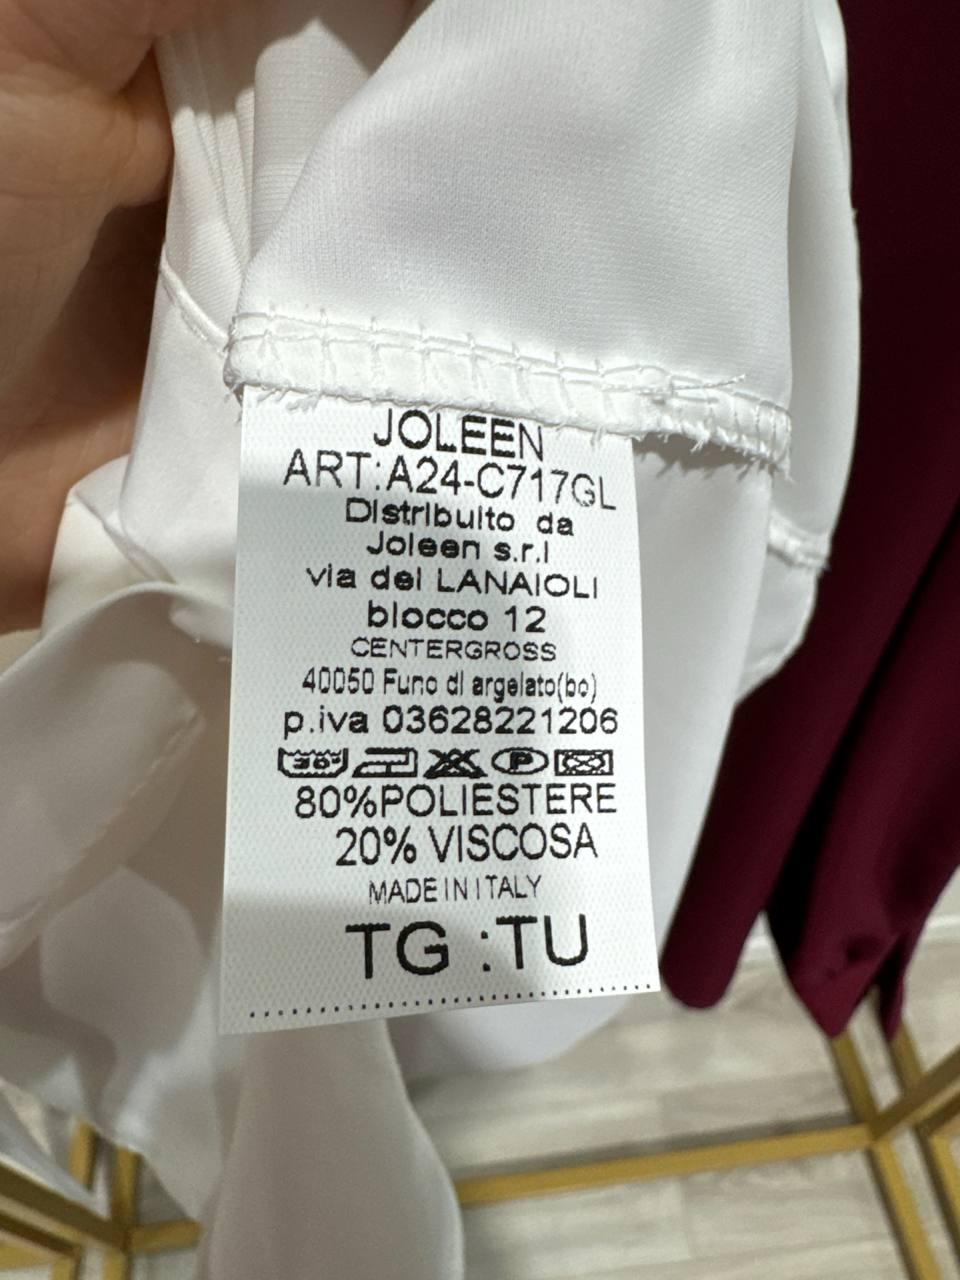 JOLEEN
ART:A24-C717GL
Distribuito da
Joleen s.r.l
via dei LANAIOLI
blocco 12
CENTERGROSS
40050 Funo di argelato(bo)
p.iva 03628221206
30°
P
80%POLIESTERE
20% VISCOSA
MADE IN ITALY
TG :TU